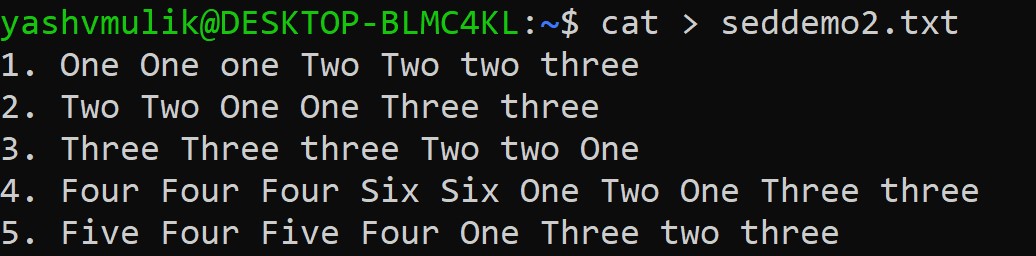 yashvmulik@DESKTOP-BLMC4KL:~$ cat > seddemo2.txt
1. One One one Two Two two three
2. Two Two One One Three three
3. Three Three three Two two One
4. Four Four Four Six Six One Two One Three three
5. Five Four Five Four One Three two three